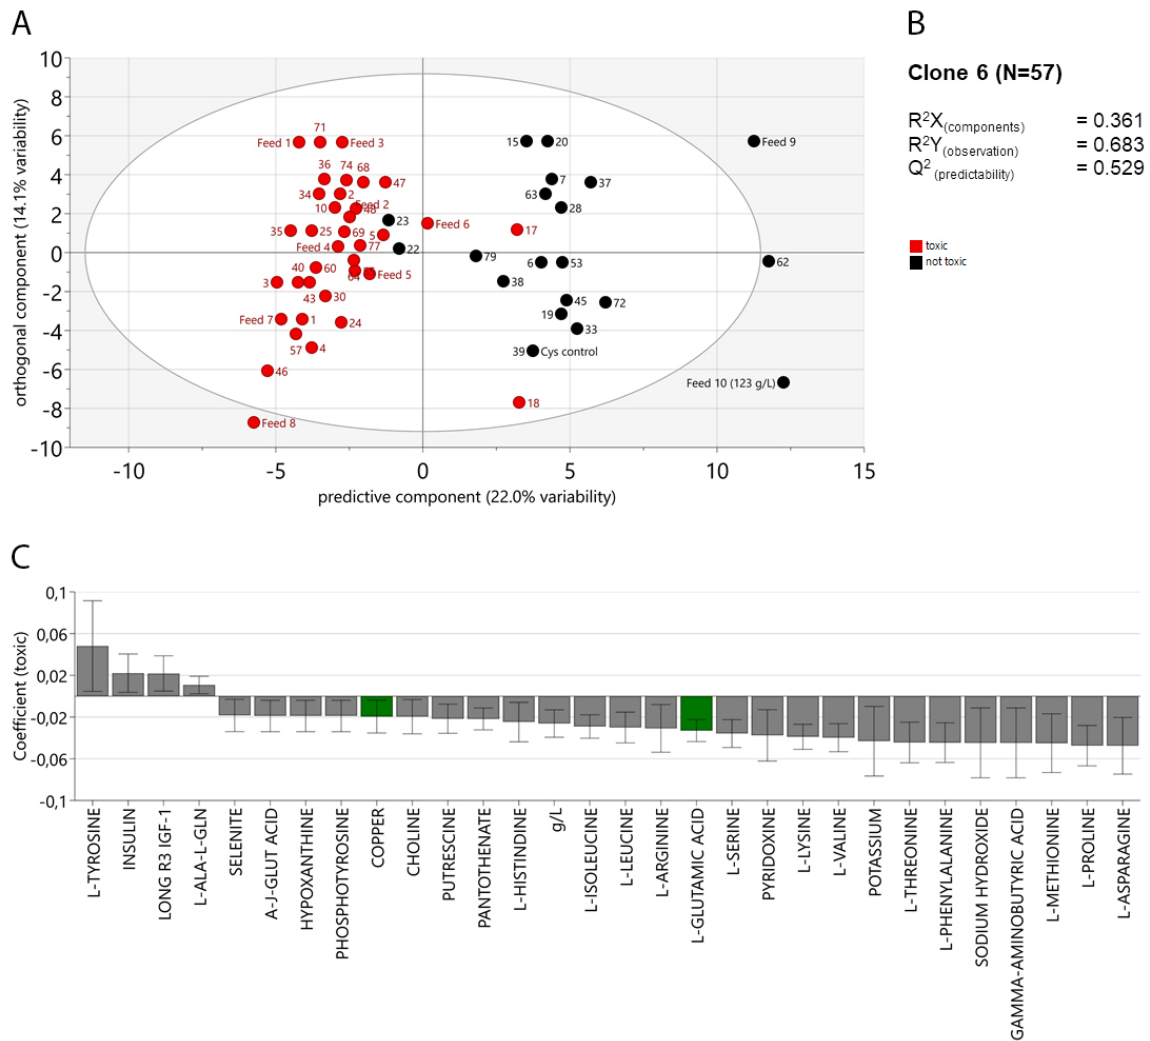 A
B
Clone 6 (N=57)
R²X(components) = 0.361
R²Y(observation) = 0.683
Q² (predictability) = 0.529
toxic
not toxic
orthogonal component (14.1% variability)
10
8
6
4
2
0
-2
-4
-6
-8
-10
71
Feed 1
Feed 3
15
20
Feed 9
36
74
68
47
7
37
34
2
63
10
Feed 2
48
28
23
Feed 6
17
35
25
69
5
Feed 4
77
22
79
6
53
62
40
60
64
Feed 5
3
38
43
30
45
72
Feed 7
1
24
19
33
57
4
39
Cys control
46
Feed 10 (123 g/L)
18
Feed 8
-10
-5
0
5
10
15
predictive component (22.0% variability)
C
Coefficient (toxic)
0,1
0,06
0,02
-0,02
-0,06
-0,1
L-TYROSINE
INSULIN
LONG R3 IGF-1
L-ALA-L-GLN
SELENITE
A-J-GLUT ACID
HYPOXANTHINE
PHOSPHOTYROSINE
COPPER
CHOLINE
PUTRESCINE
PANTOTHENATE
L-HISTINDINE
g/L
L-ISOLEUCINE
L-LEUCINE
L-ARGININE
L-GLUTAMIC ACID
L-SERINE
PYRIDOXINE
L-LYSINE
L-VALINE
POTASSIUM
L-THREONINE
L-PHENYLALANINE
SODIUM HYDROXIDE
GAMMA-AMINOBUTYRIC ACID
L-METHIONINE
L-PROLINE
L-ASPARAGINE